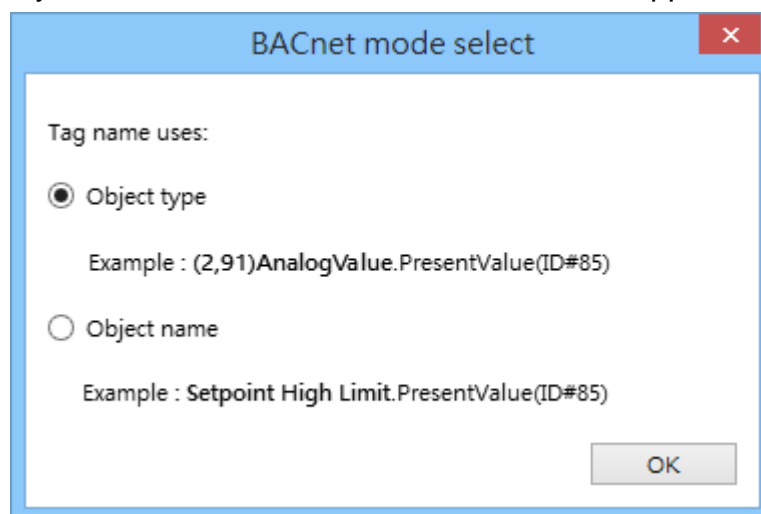 BACnet mode select
Tag name uses:
Object type
Example : (2,91)AnalogValue.PresentValue(ID#85)
Object name
Example : Setpoint High Limit.PresentValue(ID#85)
OK